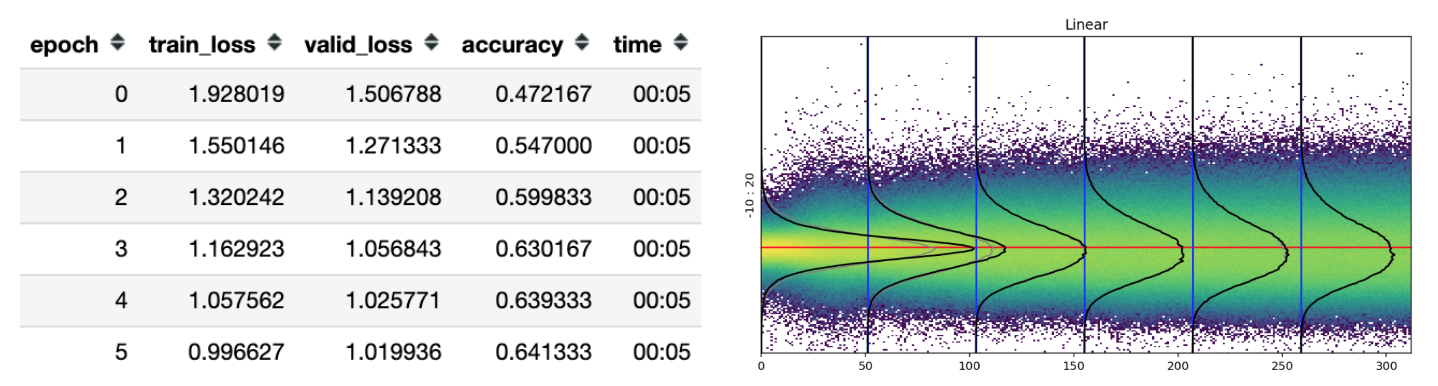 epoch train_loss valid_loss accuracy time
0 1.928019 1.506788 0.472167 00:05
1 1.550146 1.271333 0.547000 00:05
2 1.320242 1.139208 0.599833 00:05
3 1.162923 1.056843 0.630167 00:05
4 1.057562 1.025771 0.639333 00:05
5 0.996627 1.019936 0.641333 00:05
Linear
-10 : 20
0 50 100 150 200 250 300